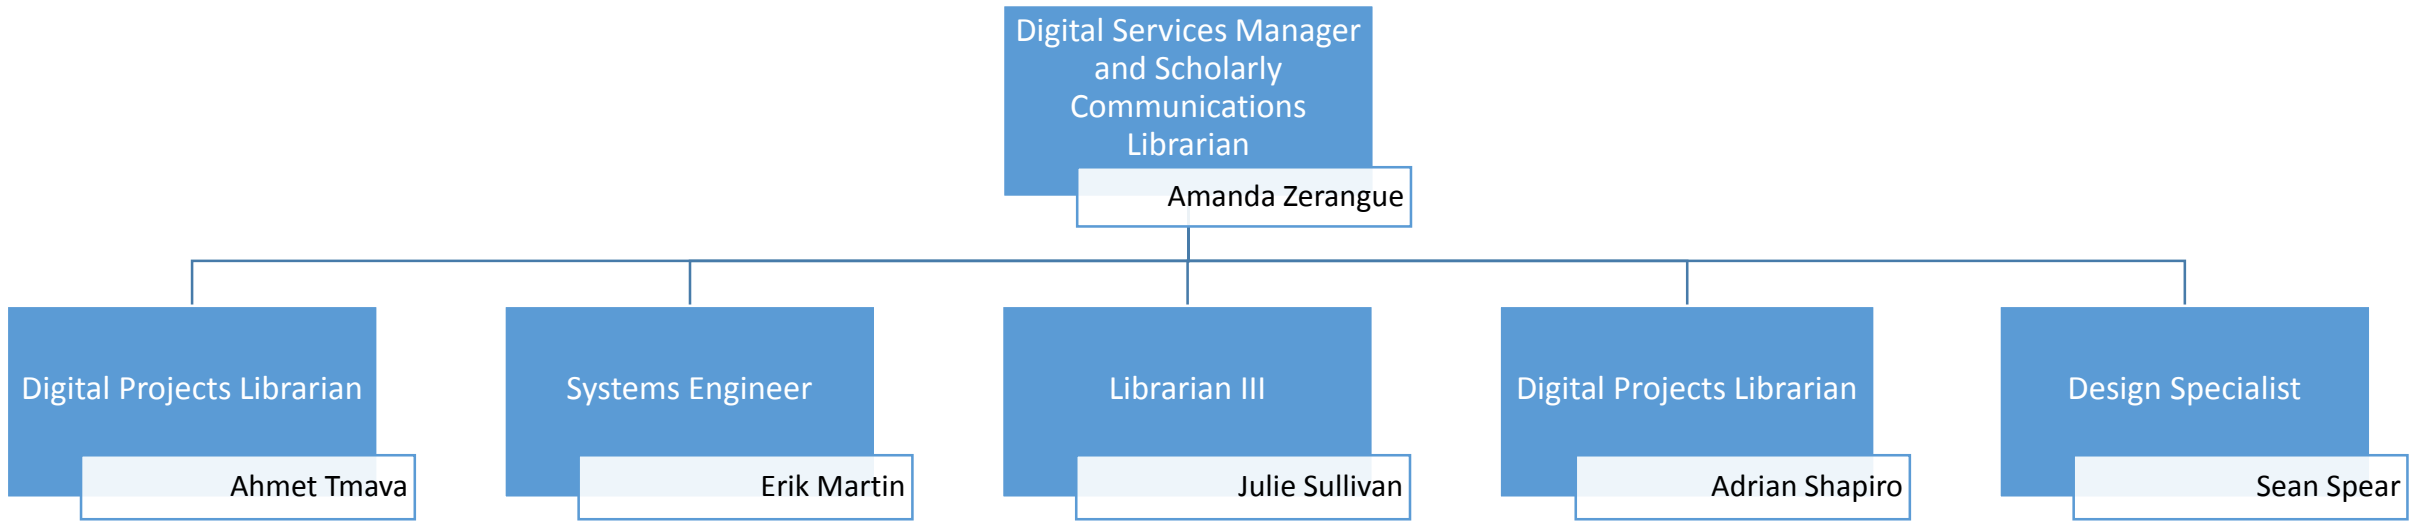 Digital Services Manager
and Scholarly
Communications
Librarian
Amanda Zerangue
Digital Projects Librarian
Ahmet Tmava
Systems Engineer
Erik Martin
Librarian III
Julie Sullivan
Digital Projects Librarian
Adrian Shapiro
Design Specialist
Sean Spear